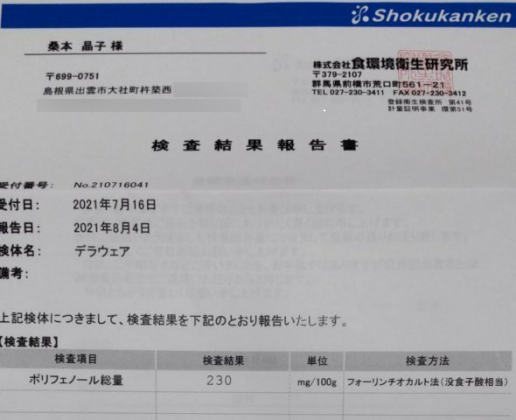 Shokukanken
桑本 晶子 様
〒699-0751
島根県出雲市大社町杵築西
株式会社食環境衛生研究所
〒379-2107
群馬県前橋市荒口町561-21
TEL 027-230-3411 FAX 027-230-3412
登録衛生検査所 第41号
計量証明事業 環第51号
検査結果報告書
受付番号: No.210716041
受付日: 2021年7月16日
報告日: 2021年8月4日
検体名: デラウェア
備考:
上記検体につきまして、検査結果を下記のとおり報告いたします。
【検査結果】
検査項目 検査結果 単位 検査方法
ポリフェノール総量 230 mg/100g フォーリンチオカルト法(没食子酸相当)